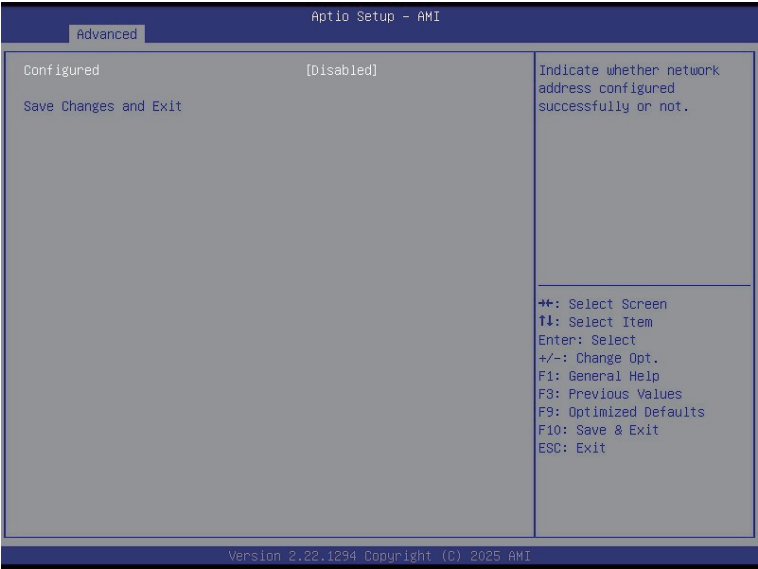 Aptio Setup – AMI
Advanced
Configured [Disabled]
Save Changes and Exit
Indicate whether network
address configured
successfully or not.
→←: Select Screen
↑↓: Select Item
Enter: Select
+/-: Change Opt.
F1: General Help
F3: Previous Values
F9: Optimized Defaults
F10: Save & Exit
ESC: Exit
Version 2.22.1294 Copyright (C) 2025 AMI